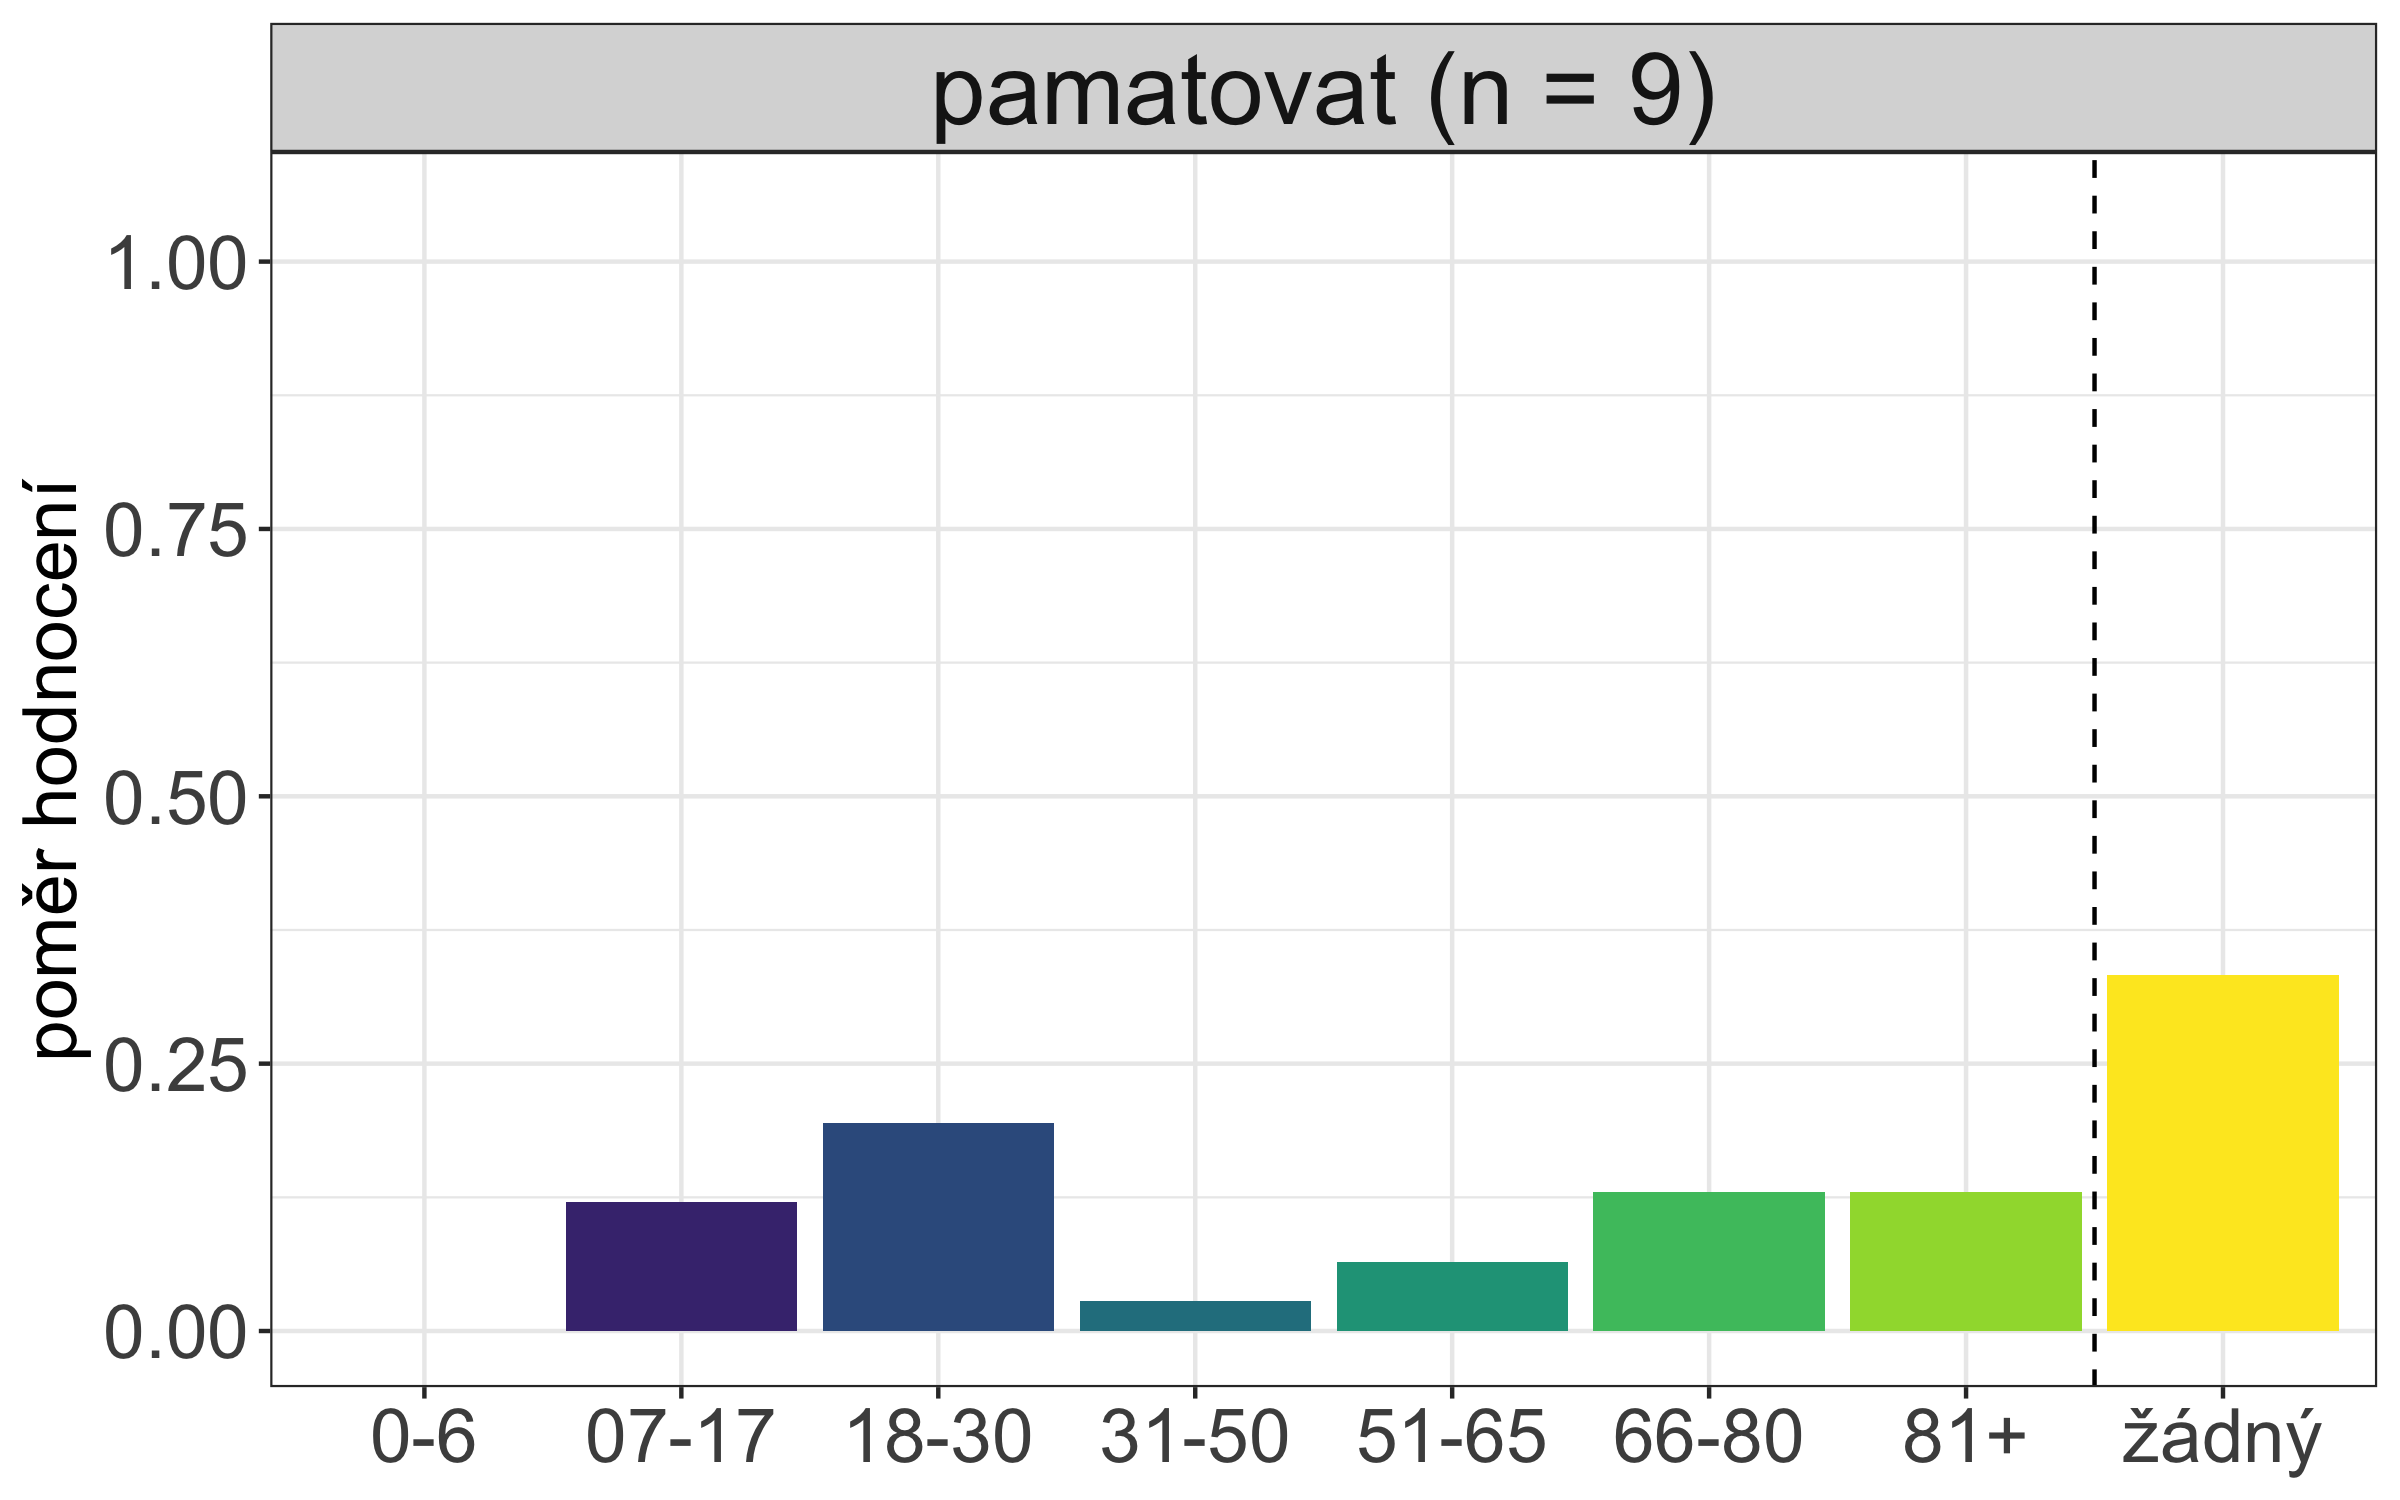 pamatovat (n = 9)
poměr hodnocení
1.00
0.75
0.50
0.25
0.00
0-6 07-17 18-30 31-50 51-65 66-80 81+ žádný